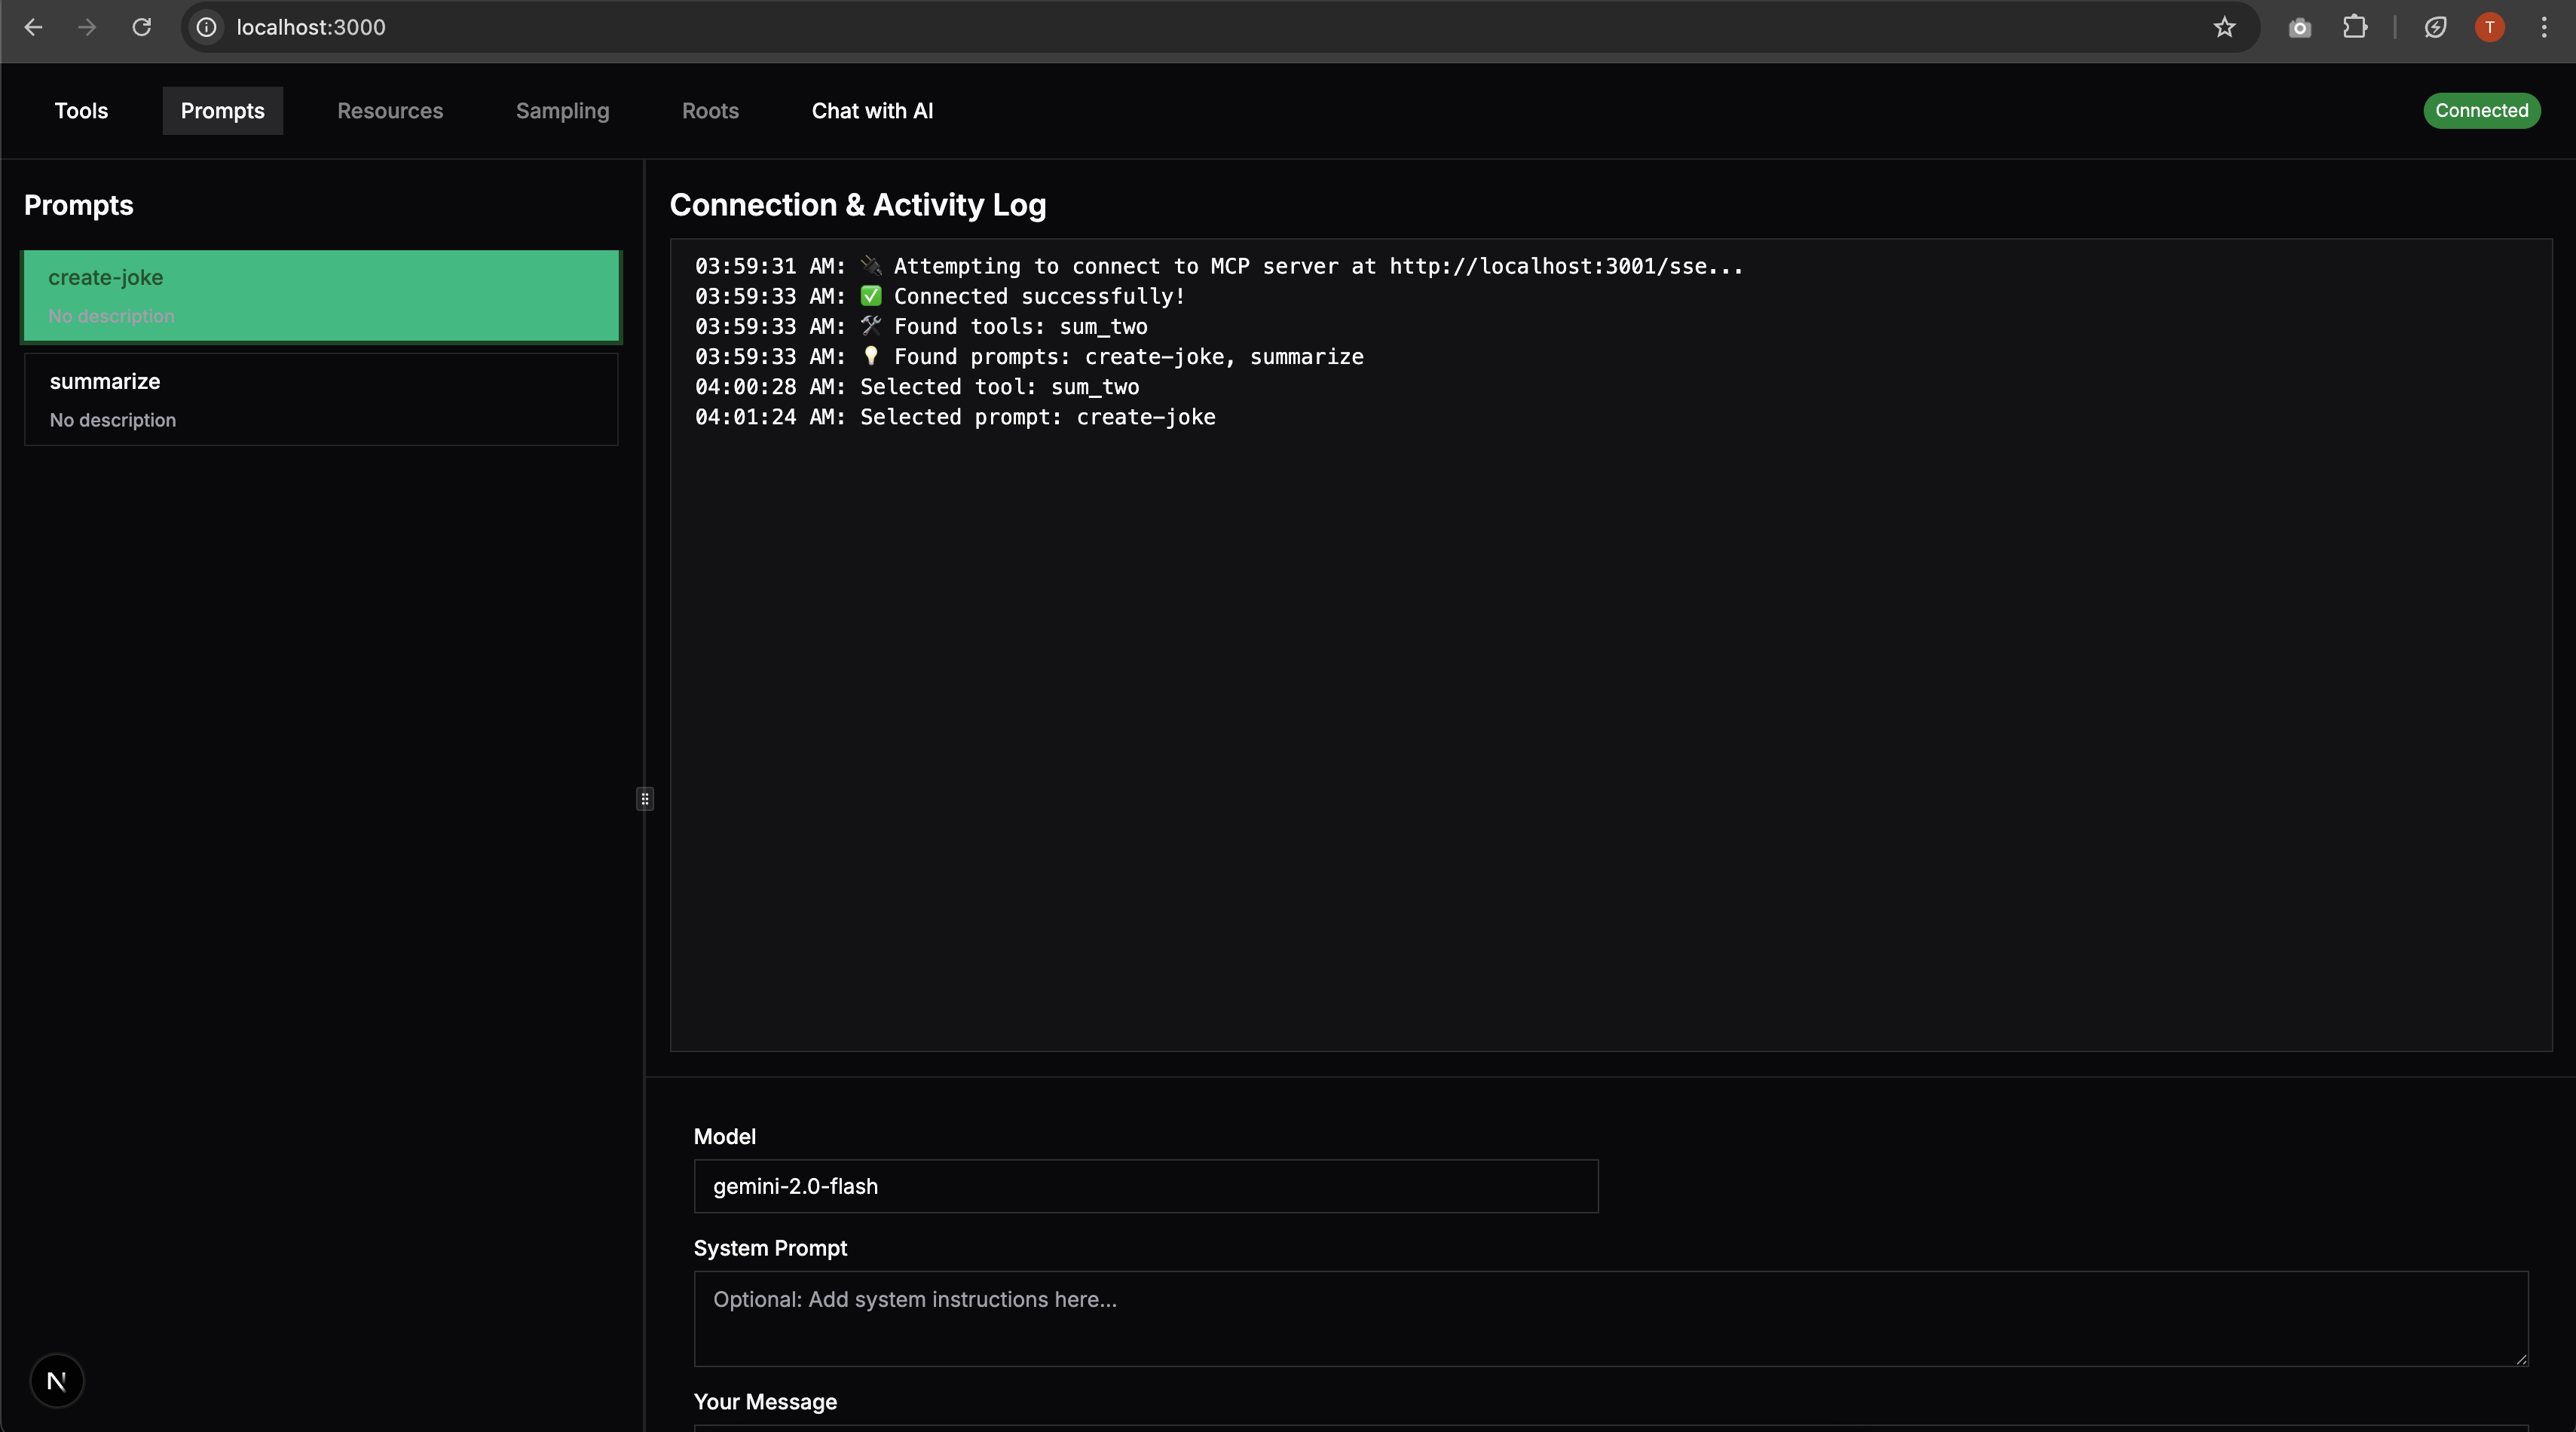 localhost:3000
T
Tools
Prompts
Resources
Sampling
Roots
Chat with AI
Connected
Prompts
create-joke
No description
summarize
No description
Connection & Activity Log
03:59:31 AM: 🔌 Attempting to connect to MCP server at http://localhost:3001/sse...
03:59:33 AM: ✅ Connected successfully!
03:59:33 AM: 🛠 Found tools: sum_two
03:59:33 AM: 💡 Found prompts: create-joke, summarize
04:00:28 AM: Selected tool: sum_two
04:01:24 AM: Selected prompt: create-joke
Model
gemini-2.0-flash
System Prompt
Optional: Add system instructions here...
Your Message
N